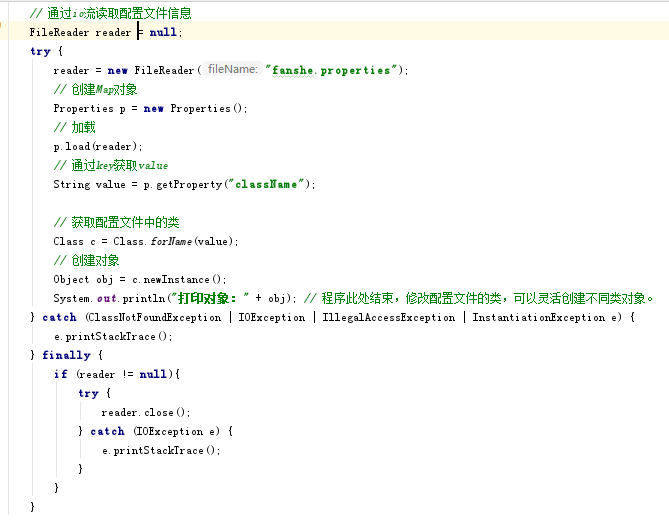 // 通过io流读取配置文件信息
FileReader reader = null;
try {
    reader = new FileReader( fileName: "fanshe.properties");
    // 创建Map对象
    Properties p = new Properties();
    // 加载
    p.load(reader);
    // 通过key获取value
    String value = p.getProperty("className");

    // 获取配置文件中的类
    Class c = Class.forName(value);
    // 创建对象
    Object obj = c.newInstance();
    System.out.println("打印对象：" + obj); // 程序此处结束，修改配置文件的类，可以灵活创建不同类对象。
} catch (ClassNotFoundException | IOException | IllegalAccessException | InstantiationException e) {
    e.printStackTrace();
} finally {
    if (reader != null){
        try {
            reader.close();
        } catch (IOException e) {
            e.printStackTrace();
        }
    }
}